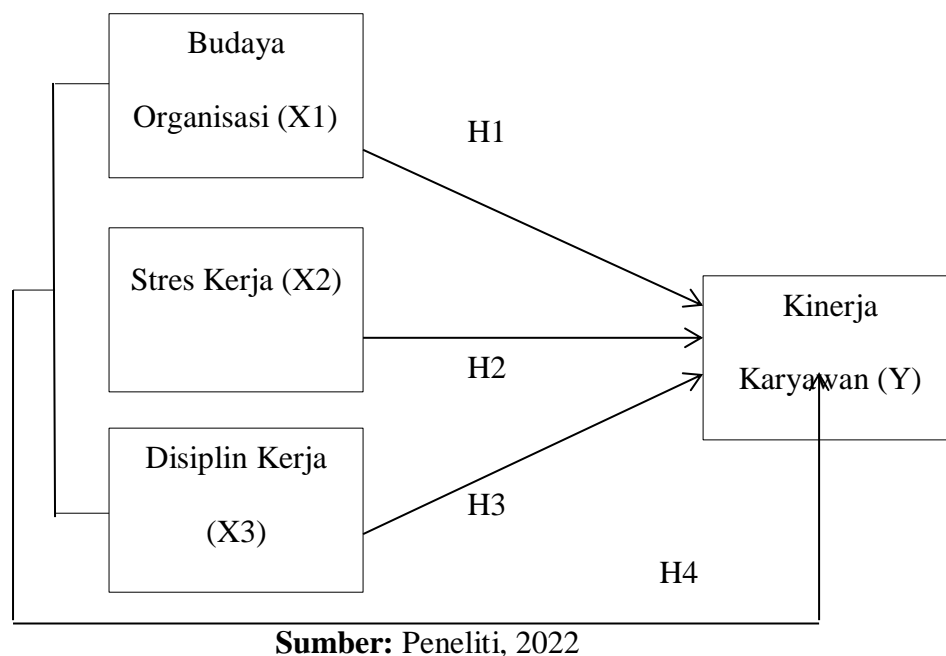 Budaya
Organisasi (X1)
H1
Stres Kerja (X2)
H2
Kinerja
Karyawan (Y)
Disiplin Kerja
(X3)
H3
H4
Sumber: Peneliti, 2022